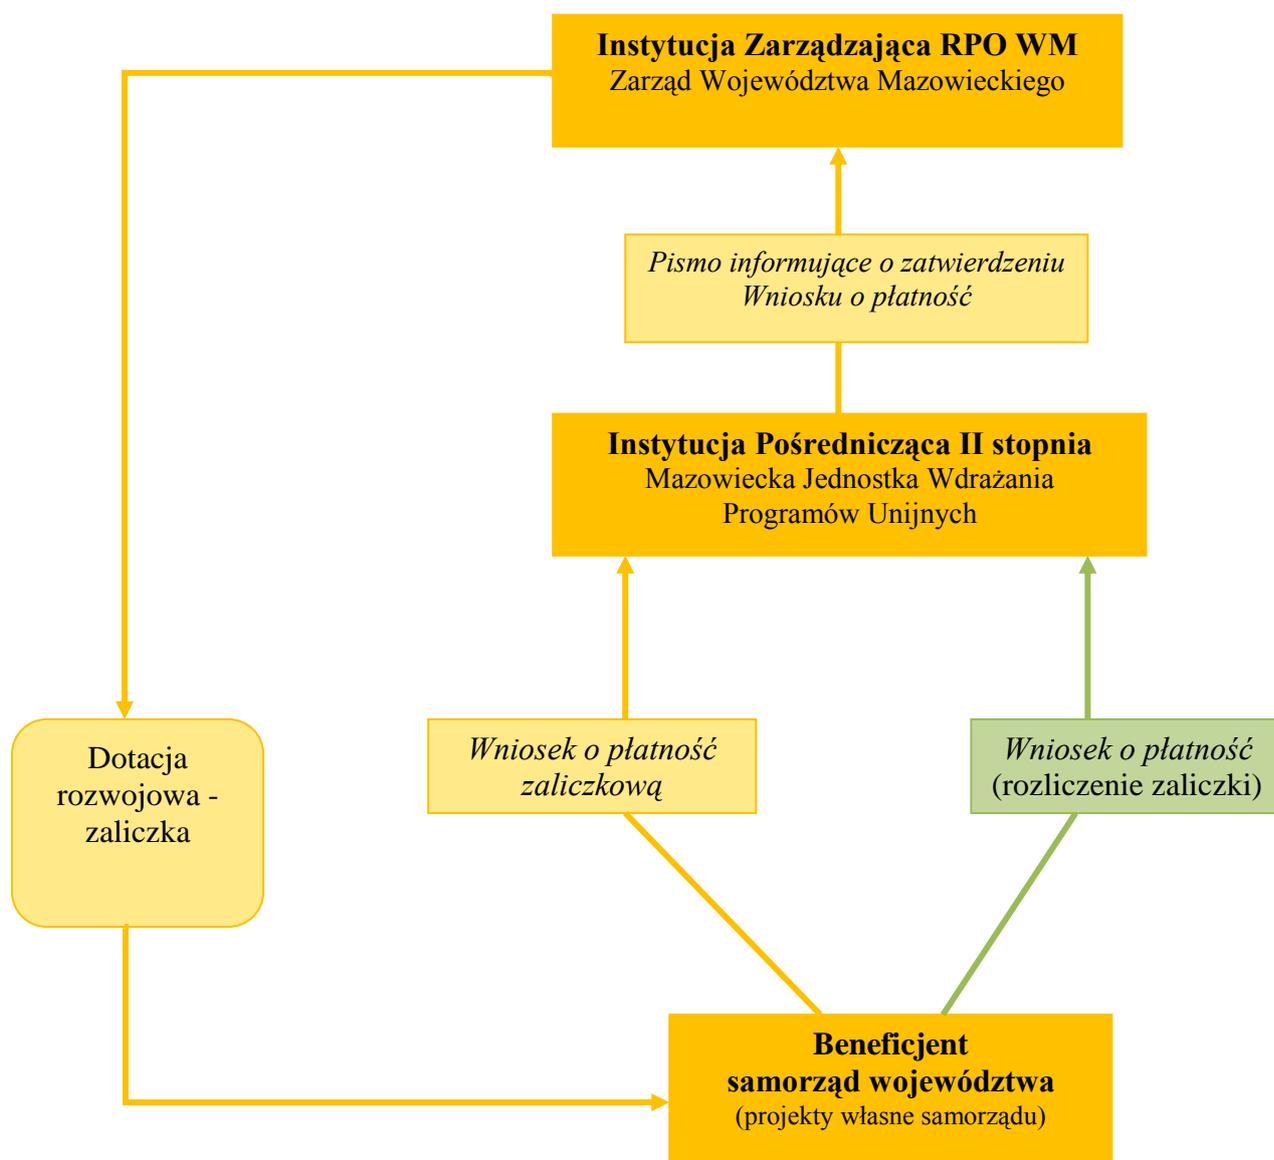 Instytucja Zarządzająca RPO WM
Zarząd Województwa Mazowieckiego
Pismo informujące o zatwierdzeniu
Wniosku o płatność
Instytucja Pośrednicząca II stopnia
Mazowiecka Jednostka Wdrażania
Programów Unijnych
Dotacja
rozwojowa -
zaliczka
Wniosek o płatność
zaliczkową
Wniosek o płatność
(rozliczenie zaliczki)
Beneficjent
samorząd województwa
(projekty własne samorządu)